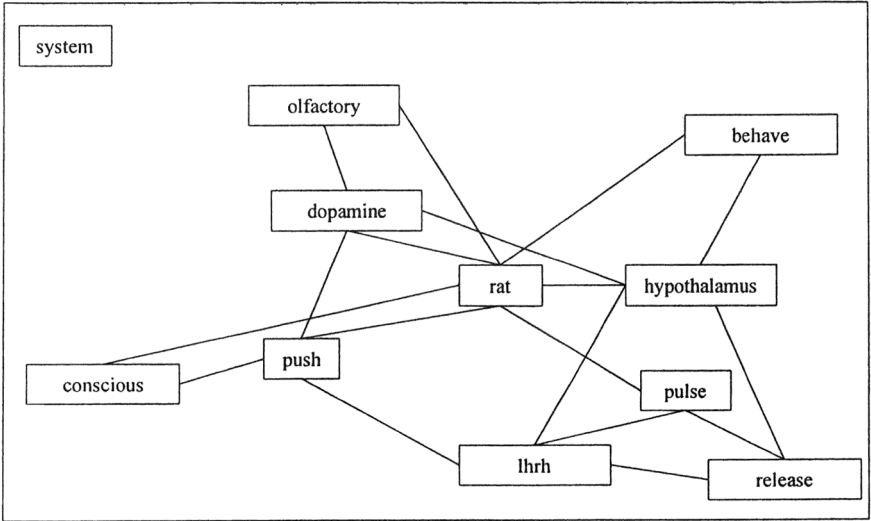 system
olfactory
behave
dopamine
rat
hypothalamus
push
conscious
pulse
lhrh
release